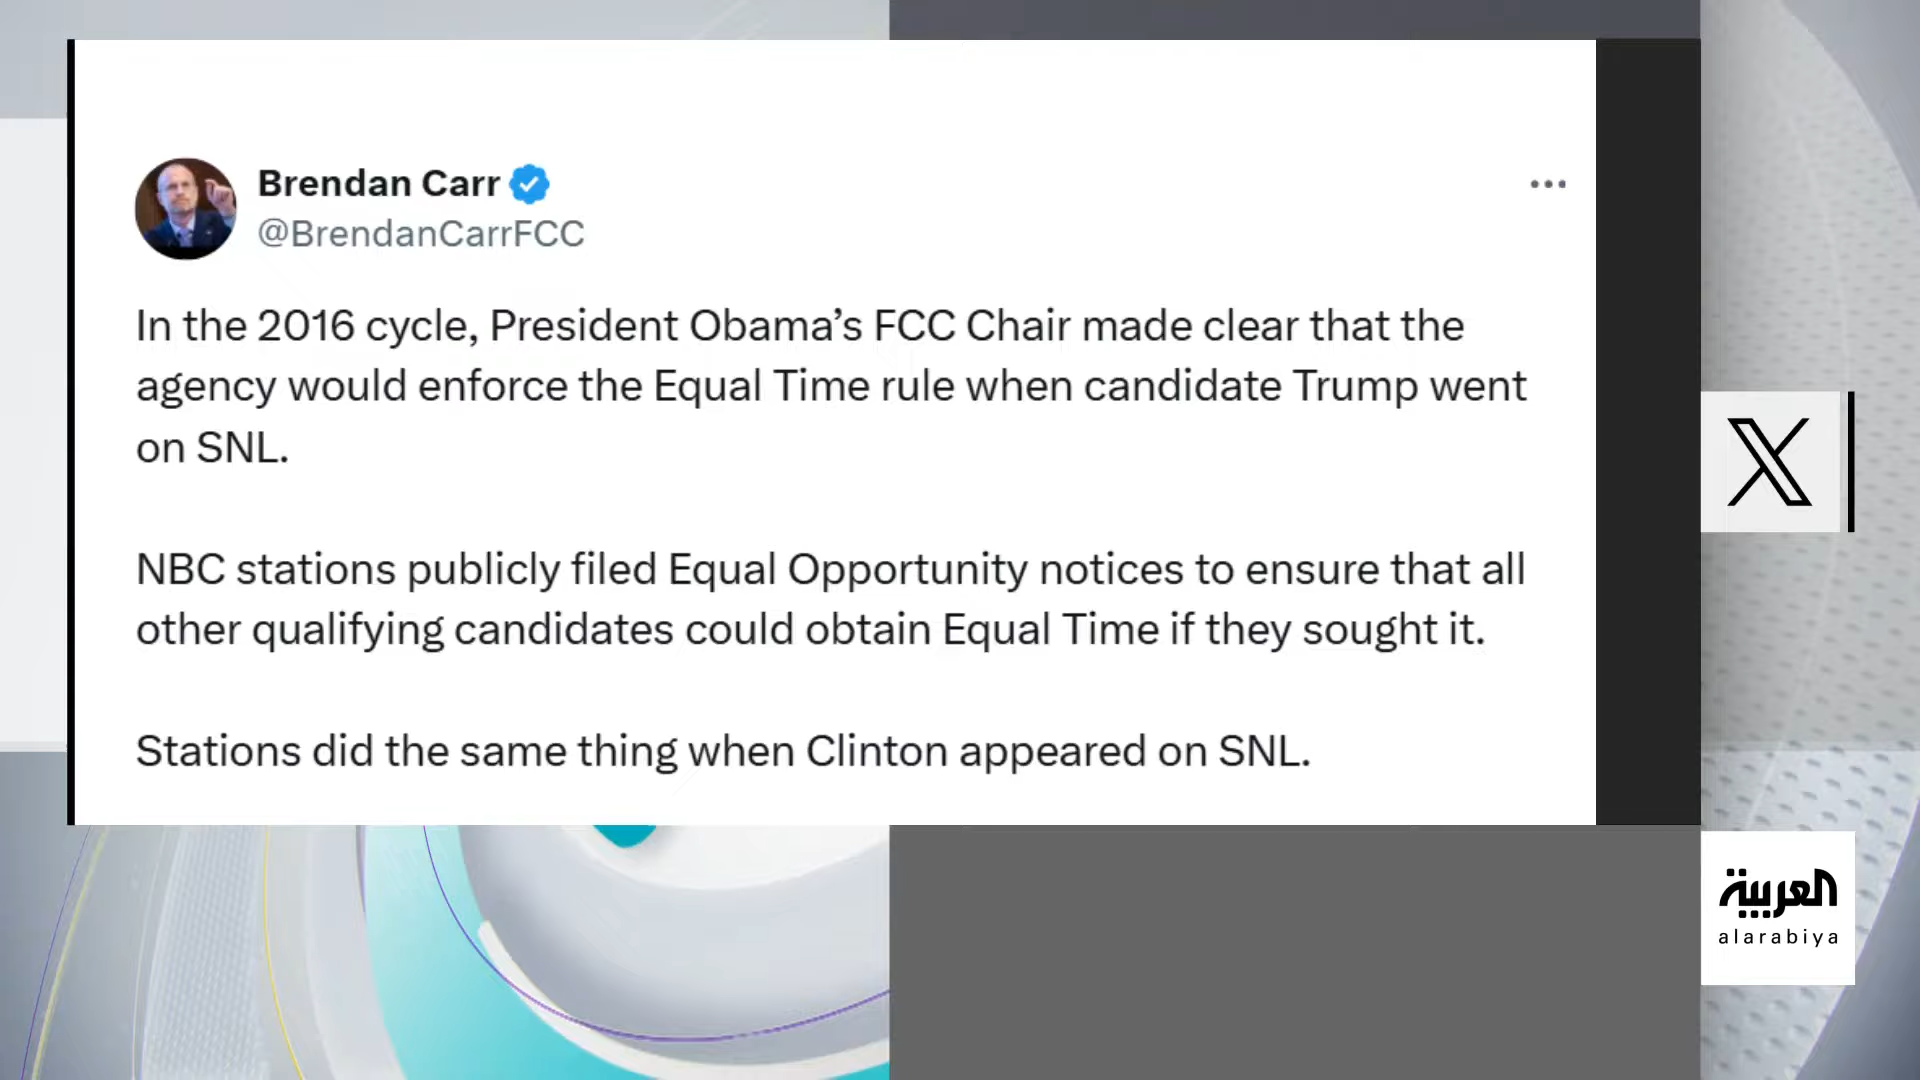 Brendan Carr
@BrendanCarrFCC
In the 2016 cycle, President Obama’s FCC Chair made clear that the
agency would enforce the Equal Time rule when candidate Trump went
on SNL.
NBC stations publicly filed Equal Opportunity notices to ensure that all
other qualifying candidates could obtain Equal Time if they sought it.
Stations did the same thing when Clinton appeared on SNL.
العربية
alarabiya